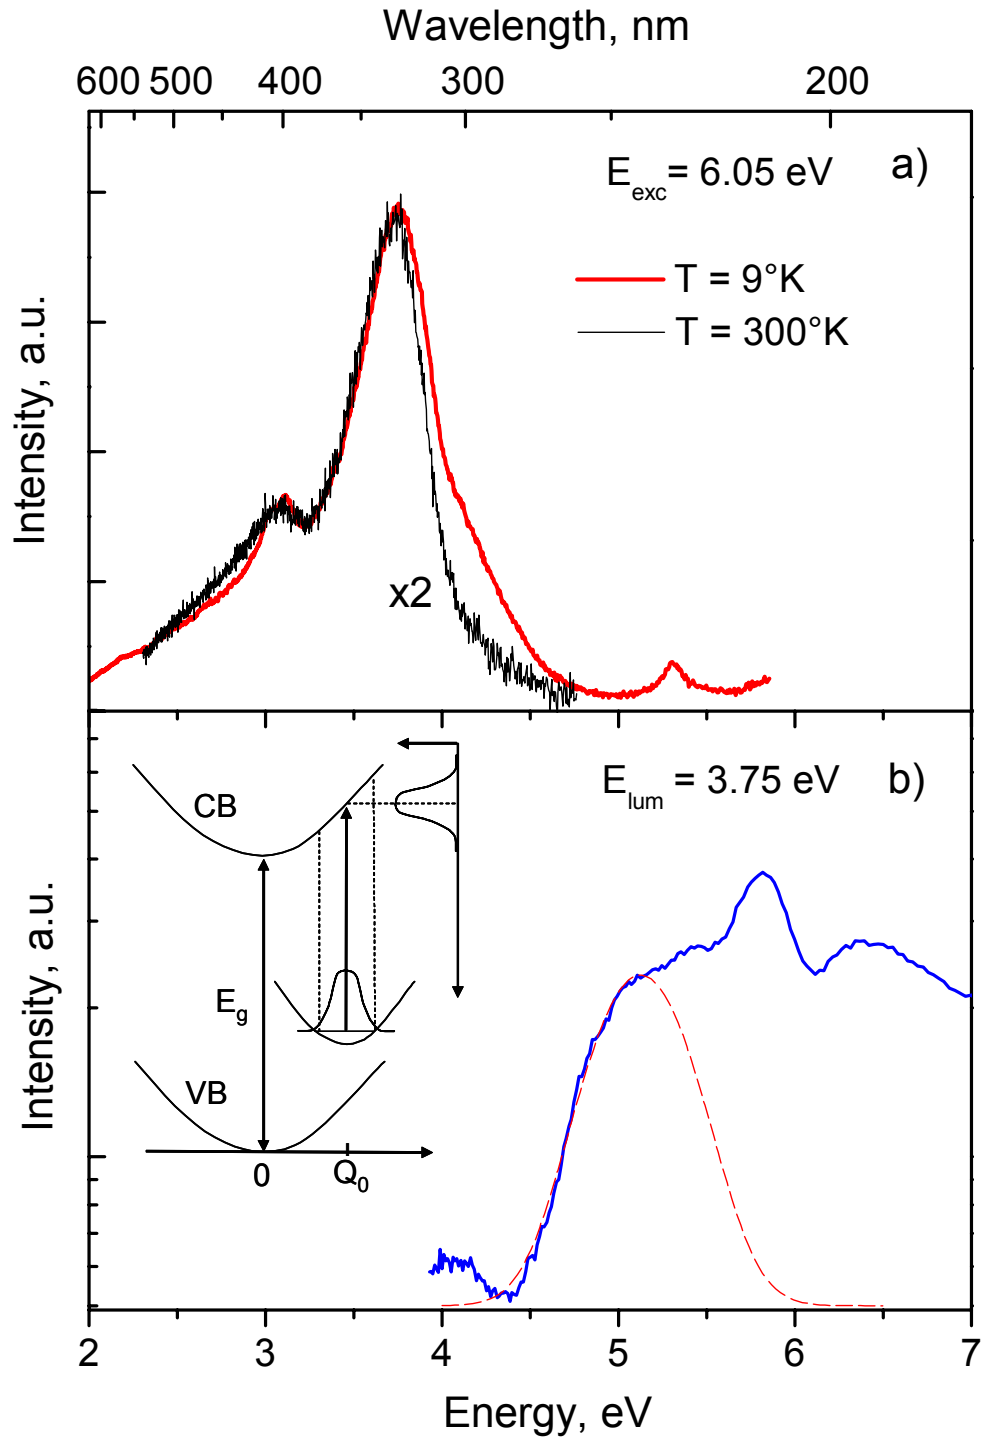 Wavelength, nm
600 500 400 300 200
E_exc = 6.05 eV a)
T = 9°K
T = 300°K
Intensity, a.u.
x2
E_lum = 3.75 eV b)
CB
E_g
VB
0 Q_0
Intensity, a.u.
2 3 4 5 6 7
Energy, eV